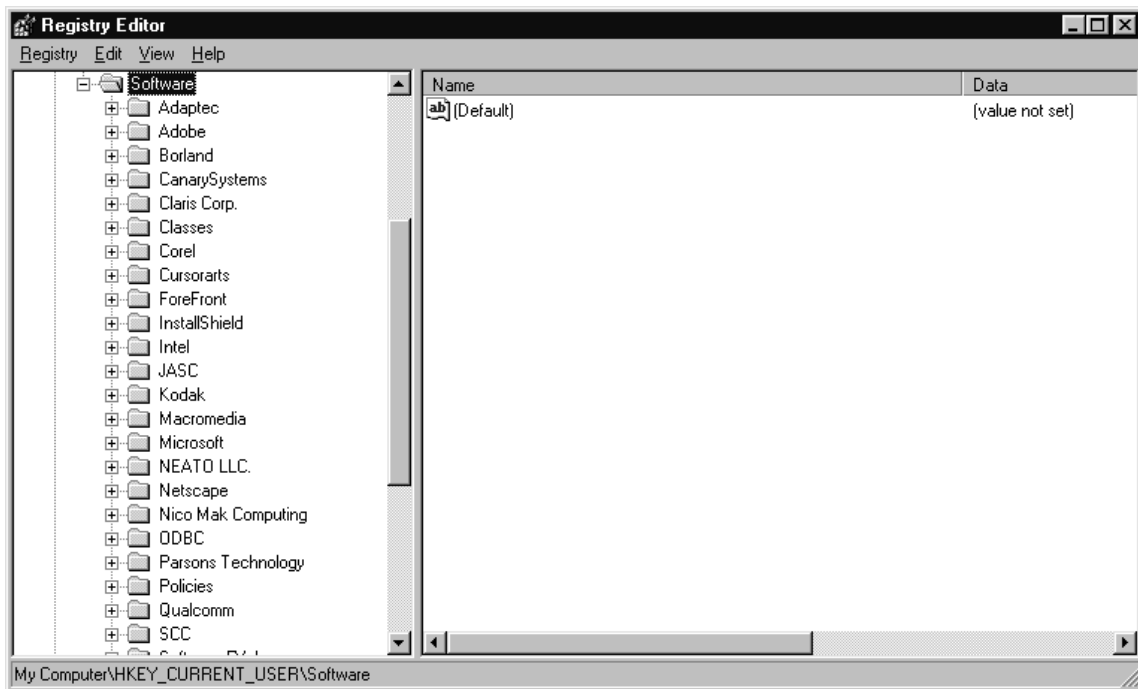 Registry Editor
Registry Edit View Help
Software
Adaptec
Adobe
Borland
CanarySystems
Claris Corp.
Classes
Corel
Cursorarts
ForeFront
InstallShield
Intel
JASC
Kodak
Macromedia
Microsoft
NEATO LLC.
Netscape
Nico Mak Computing
ODBC
Parsons Technology
Policies
Qualcomm
SCC
Name Data
ab (Default) (value not set)
My Computer\HKEY_CURRENT_USER\Software